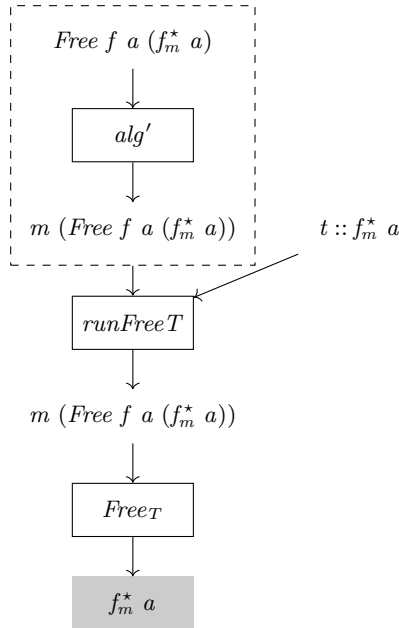 Free f a (f⋆m a)
alg′
m (Free f a (f⋆m a))
t :: f⋆m a
runFreeT
m (Free f a (f⋆m a))
FreeT
f⋆m a